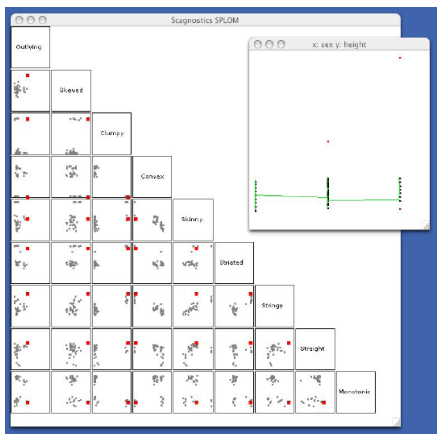 Scagnostics SPLOM
Outlying
x: sex y: height
Skewed
Clumpy
Convex
Skinny
Striated
Stringy
Straight
Monotonic